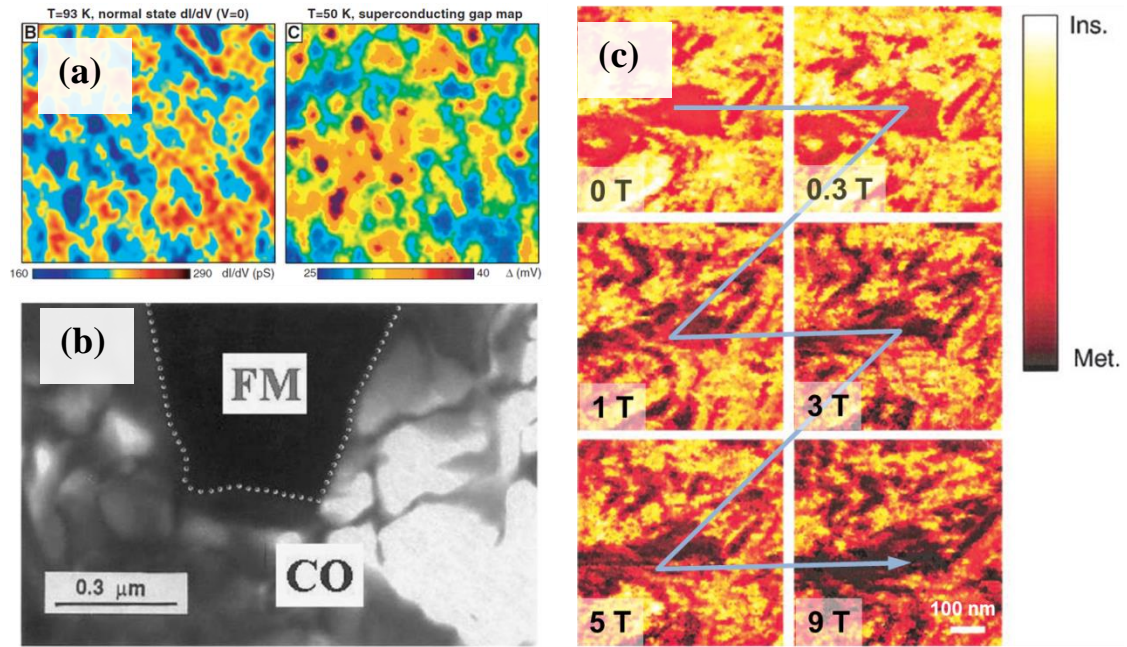 T=93 K, normal state dI/dV (V=0)
T=50 K, superconducting gap map
B
(a)
C
160
290
dI/dV (pS)
25
40
Δ (mV)
(b)
FM
CO
0.3 μm
(c)
0 T
0.3 T
1 T
3 T
5 T
9 T
100 nm
Ins.
Met.